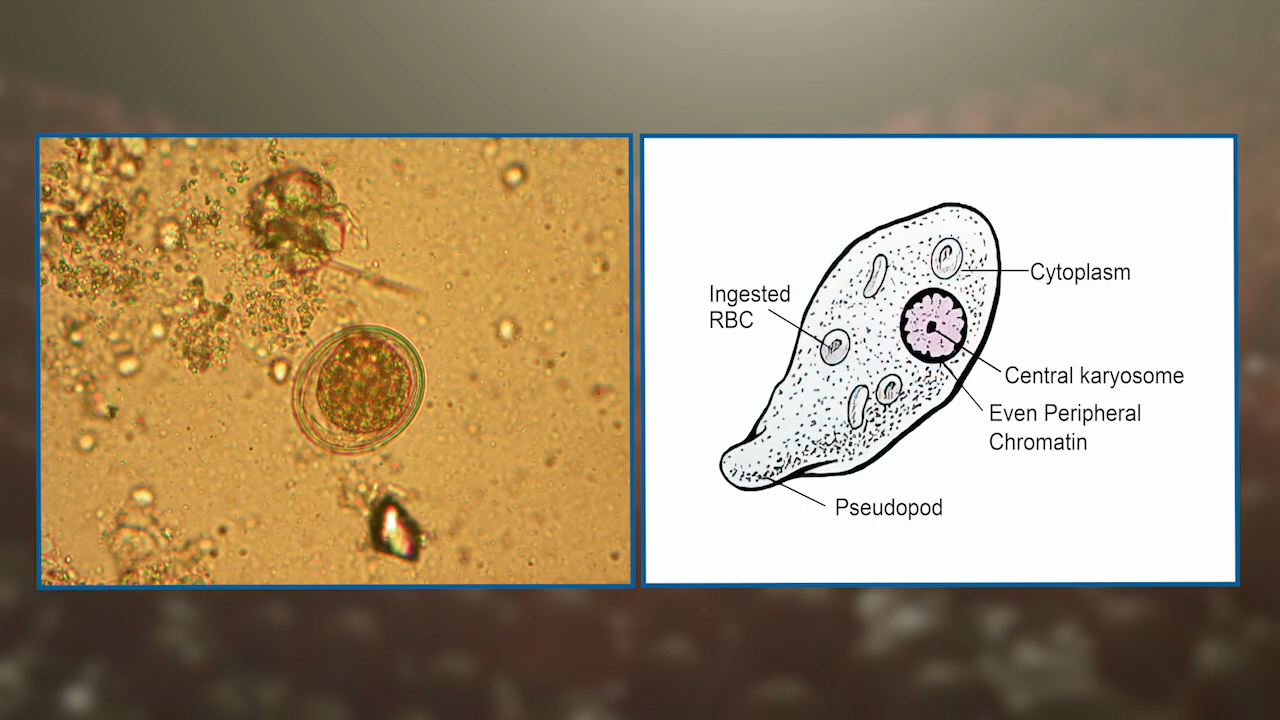 Ingested
RBC
Cytoplasm
Central karyosome
Even Peripheral
Chromatin
Pseudopod